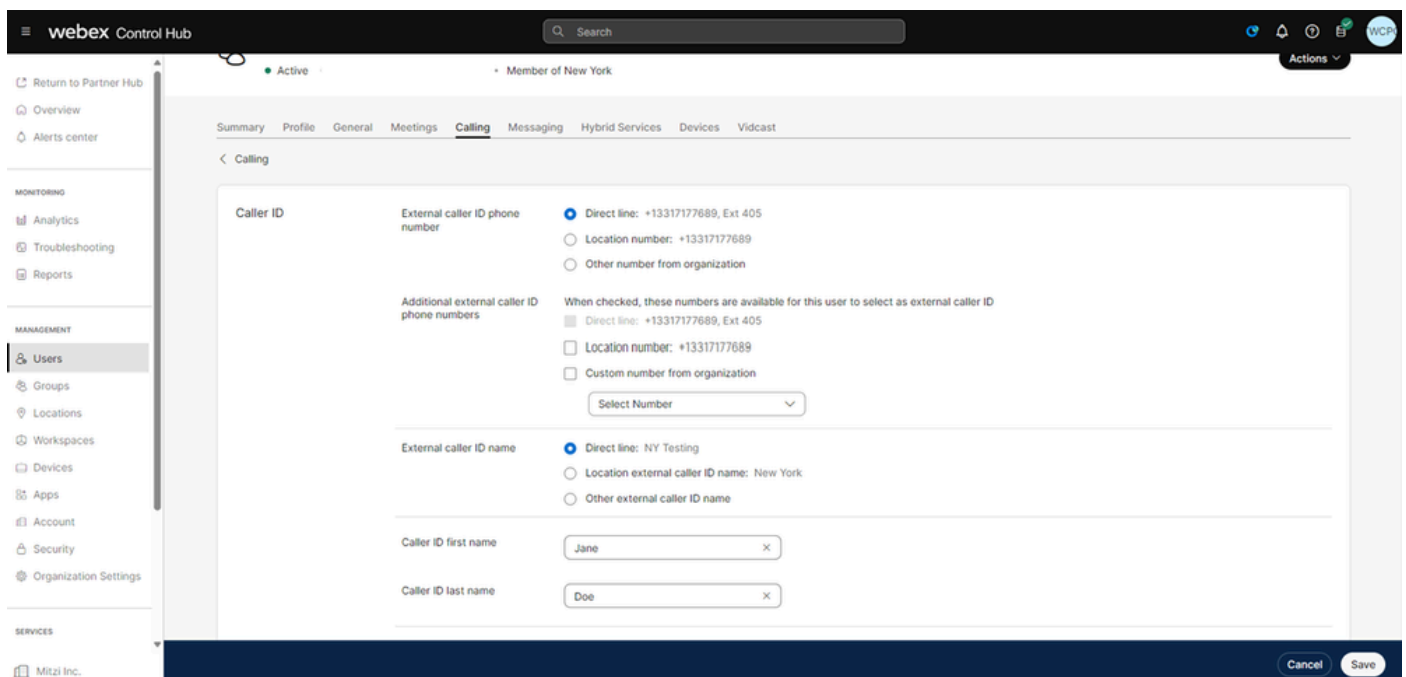 webex Control Hub
Search
WCPC
Actions
Active
• Member of New York
Return to Partner Hub
Overview
Alerts center
MONITORING
Analytics
Troubleshooting
Reports
MANAGEMENT
Users
Groups
Locations
Workspaces
Devices
Apps
Account
Security
Organization Settings
SERVICES
Mitzi Inc.
Summary Profile General Meetings Calling Messaging Hybrid Services Devices Vidcast
Calling
Caller ID
External caller ID phone
number
Direct line: +13317177689, Ext 405
Location number: +13317177689
Other number from organization
Additional external caller ID
phone numbers
When checked, these numbers are available for this user to select as external caller ID
Direct line: +13317177689, Ext 405
Location number: +13317177689
Custom number from organization
Select Number
External caller ID name
Direct line: NY Testing
Location external caller ID name: New York
Other external caller ID name
Caller ID first name
Jane
Caller ID last name
Doe
Cancel
Save